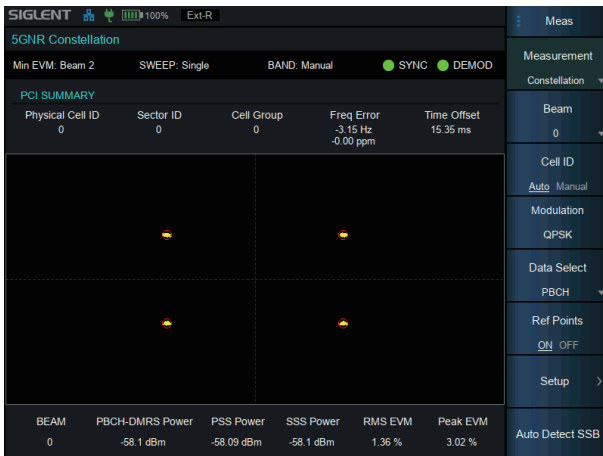 SIGLENT 100% Ext-R
5GNR Constellation
Min EVM: Beam 2 SWEEP: Single BAND: Manual SYNC DEMOD
PCI SUMMARY
Physical Cell ID Sector ID Cell Group Freq Error Time Offset
0 0 0 -3.15 Hz 15.35 ms
-0.00 ppm
BEAM PBCH-DMRS Power PSS Power SSS Power RMS EVM Peak EVM
0 -58.1 dBm -58.09 dBm -58.1 dBm 1.36 % 3.02 %
Meas
Measurement
Constellation
Beam
0
Cell ID
Auto Manual
Modulation
QPSK
Data Select
PBCH
Ref Points
ON OFF
Setup
Auto Detect SSB